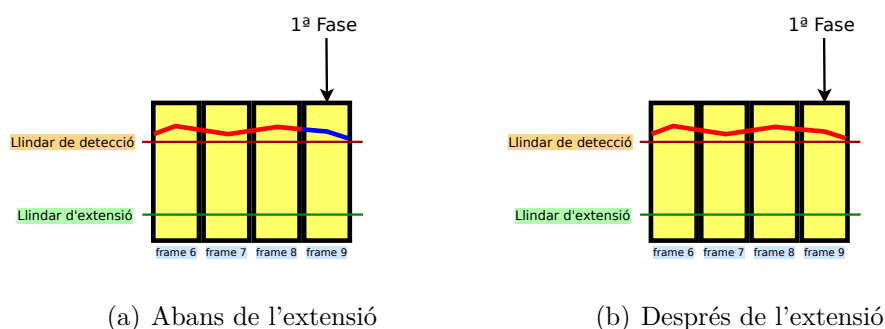 1ª Fase
Llindar de detecció
Llindar d'extensió
frame 6 frame 7 frame 8 frame 9
(a) Abans de l'extensió
1ª Fase
Llindar de detecció
Llindar d'extensió
frame 6 frame 7 frame 8 frame 9
(b) Després de l'extensió